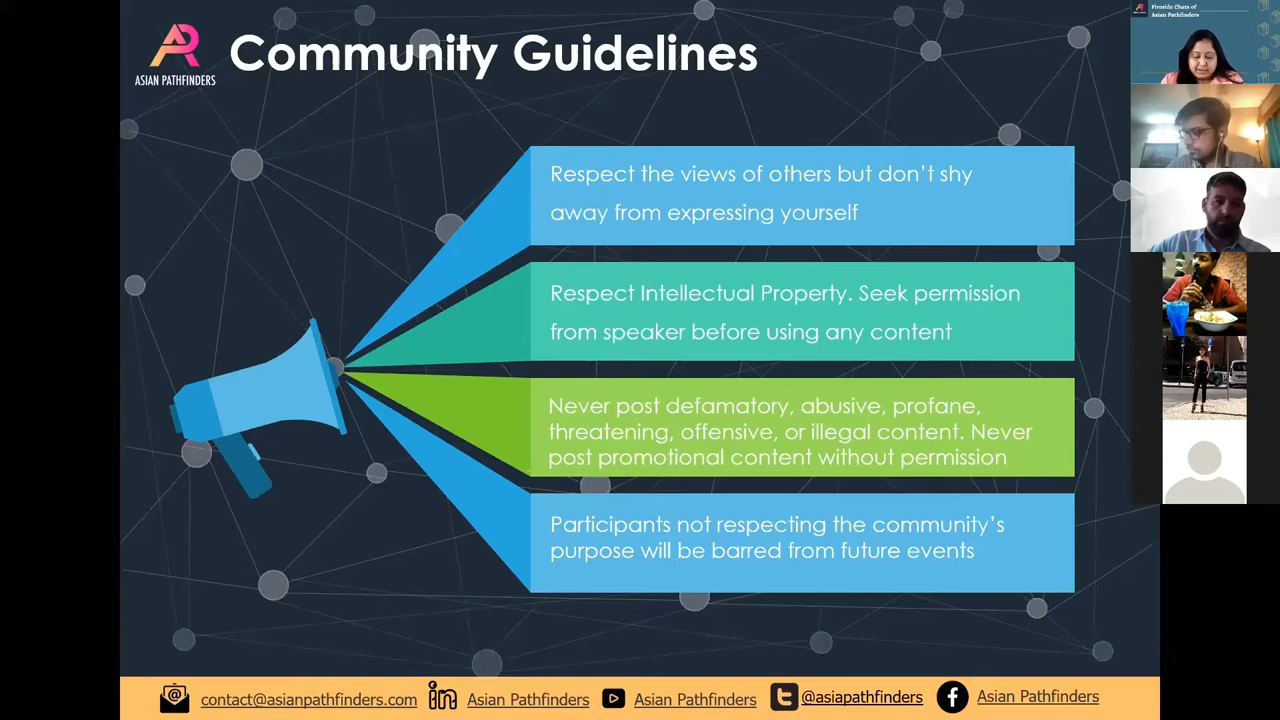 ASIAN PATHFINDERS
Community Guidelines
Respect the views of others but don't shy
away from expressing yourself
Respect Intellectual Property. Seek permission
from speaker before using any content
Never post defamatory, abusive, profane,
threatening, offensive, or illegal content. Never
post promotional content without permission
Participants not respecting the community's
purpose will be barred from future events
contact@asianpathfinders.com
Asian Pathfinders
Asian Pathfinders
@asiapathfinders
Asian Pathfinders
Fireside Chats of
Asian Pathfinders